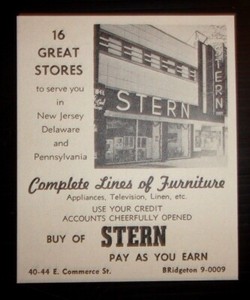 16
GREAT
STORES
to serve you
in
New Jersey
Delaware
and
Pennsylvania
STERN
STERN
Complete Lines of Furniture
Appliances, Television, Linen, etc.
USE YOUR CREDIT
ACCOUNTS CHEERFULLY OPENED
BUY OF STERN
PAY AS YOU EARN
40-44 E. Commerce St. BRidgeton 9-0009